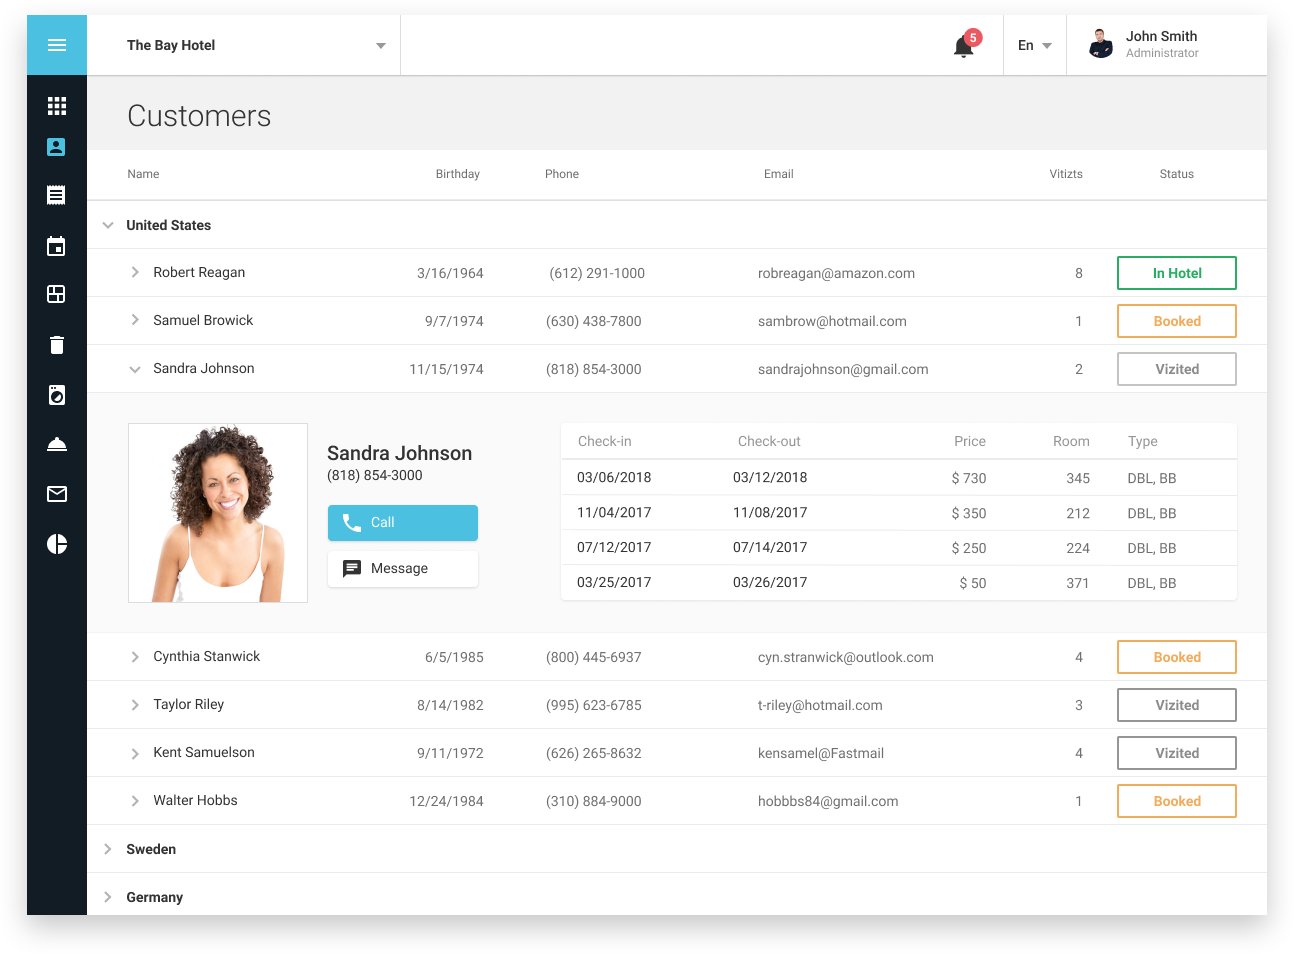 The Bay Hotel
5
En
John Smith
Administrator
Customers
Name Birthday Phone Email Vitizts Status
United States
Robert Reagan 3/16/1964 (612) 291-1000 robreagan@amazon.com 8 In Hotel
Samuel Browick 9/7/1974 (630) 438-7800 sambrow@hotmail.com 1 Booked
Sandra Johnson 11/15/1974 (818) 854-3000 sandrajohnson@gmail.com 2 Vizited
Sandra Johnson
(818) 854-3000
Call
Message
Check-in Check-out Price Room Type
03/06/2018 03/12/2018 $ 730 345 DBL, BB
11/04/2017 11/08/2017 $ 350 212 DBL, BB
07/12/2017 07/14/2017 $ 250 224 DBL, BB
03/25/2017 03/26/2017 $ 50 371 DBL, BB
Cynthia Stanwick 6/5/1985 (800) 445-6937 cyn.stranwick@outlook.com 4 Booked
Taylor Riley 8/14/1982 (995) 623-6785 t-riley@hotmail.com 3 Vizited
Kent Samuelson 9/11/1972 (626) 265-8632 kensamel@Fastmail 4 Vizited
Walter Hobbs 12/24/1984 (310) 884-9000 hobbbs84@gmail.com 1 Booked
Sweden
Germany